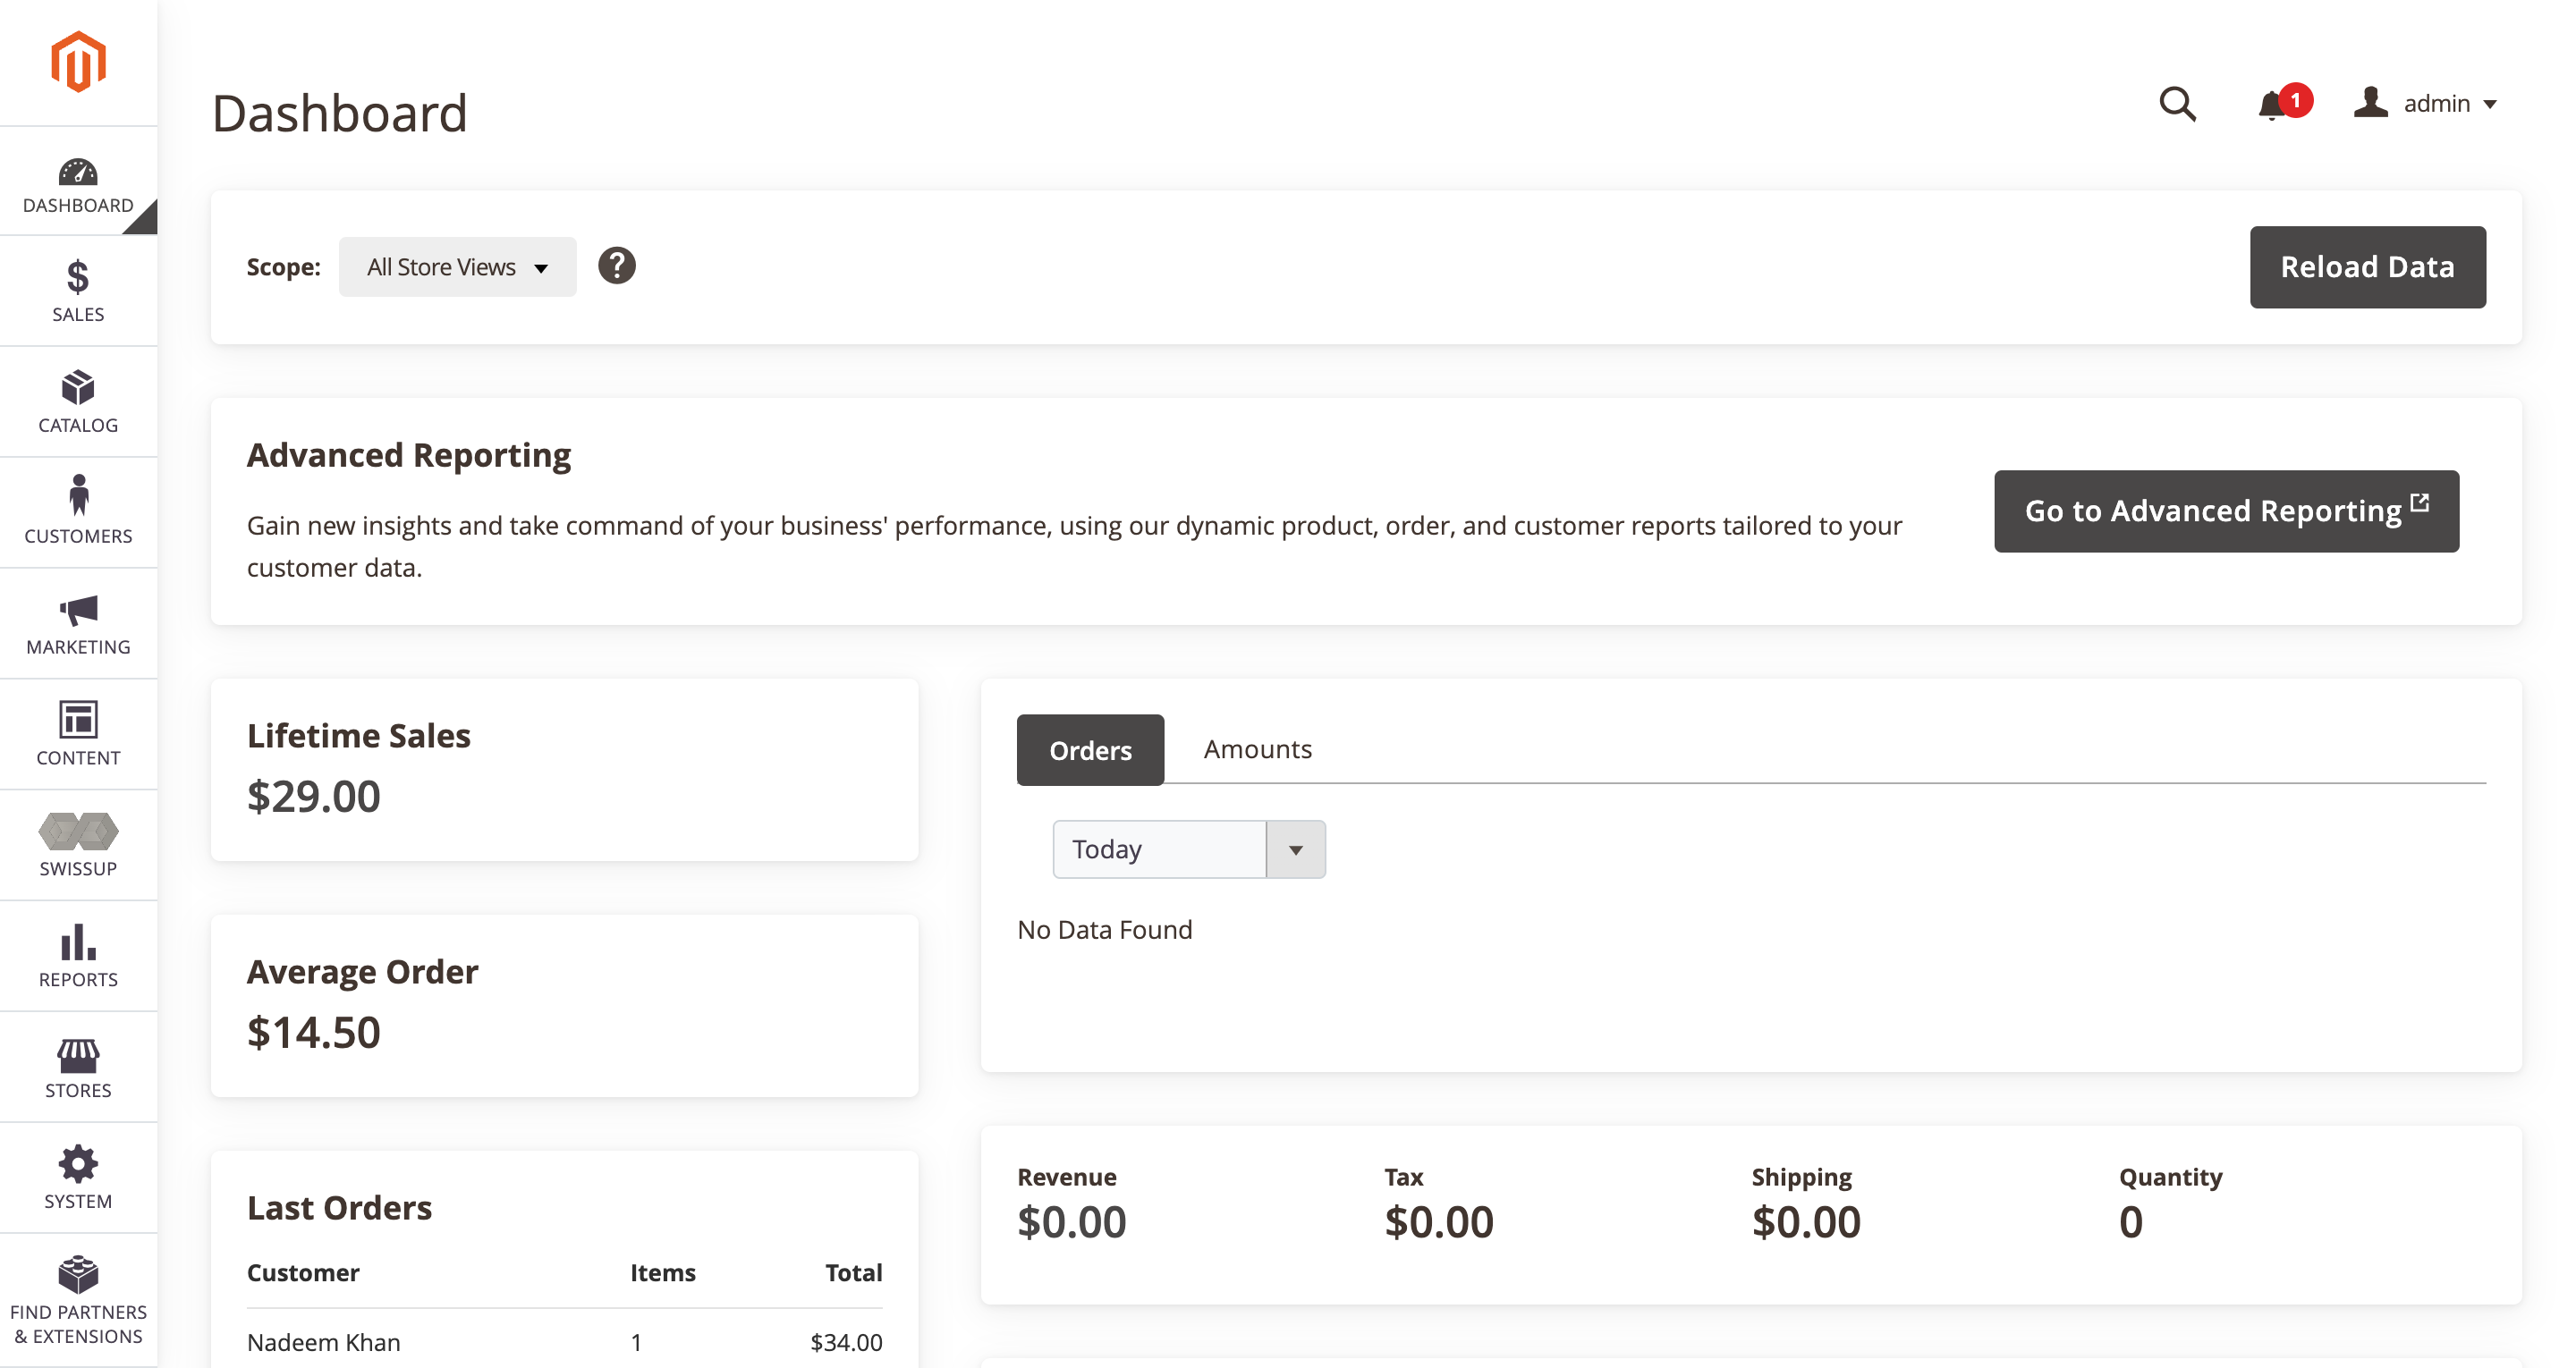 Dashboard
1
admin
DASHBOARD
SALES
CATALOG
CUSTOMERS
MARKETING
CONTENT
SWISSUP
REPORTS
STORES
SYSTEM
FIND PARTNERS
& EXTENSIONS
Scope:
All Store Views
?
Reload Data
Advanced Reporting
Gain new insights and take command of your business' performance, using our dynamic product, order, and customer reports tailored to your
customer data.
Go to Advanced Reporting
Lifetime Sales
$29.00
Average Order
$14.50
Last Orders
Customer Items Total
Nadeem Khan 1 $34.00
Orders Amounts
Today
No Data Found
Revenue Tax Shipping Quantity
$0.00 $0.00 $0.00 0